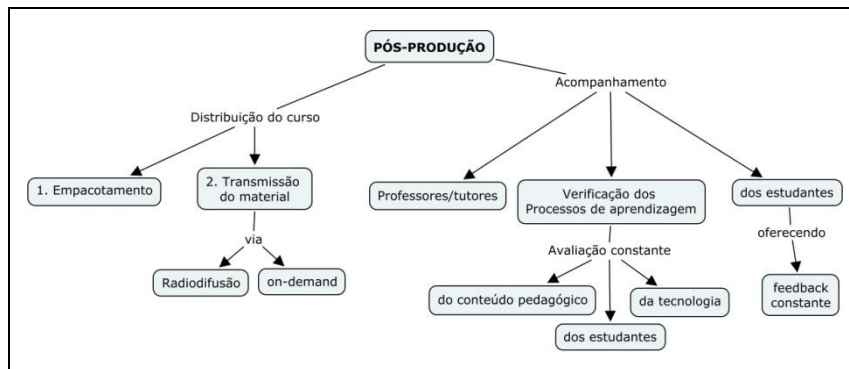 PÓS-PRODUÇÃO
Acompanhamento
Distribuição do curso
1. Empacotamento
2. Transmissão
do material
Professores/tutores
Verificação dos
Processos de aprendizagem
dos estudantes
via
Avaliação constante
oferecendo
Radiodifusão
on-demand
do conteúdo pedagógico
da tecnologia
feedback
constante
dos estudantes